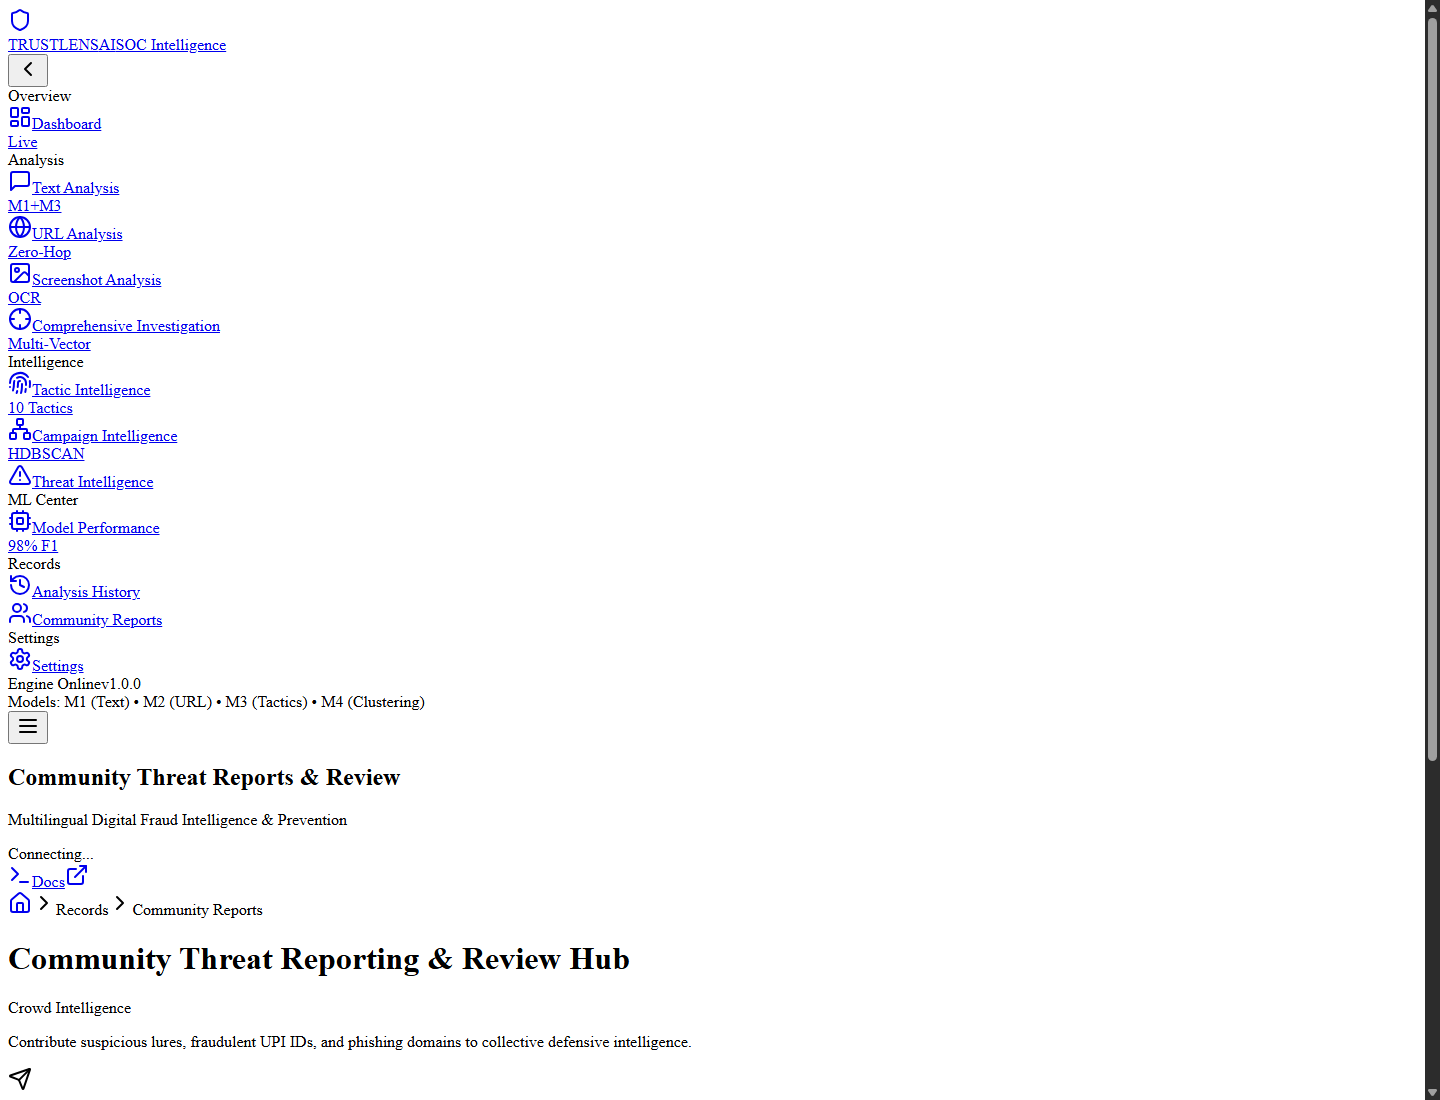 TRUSTLENSAISOC Intelligence
Overview
Dashboard
Live
Analysis
Text Analysis
M1+M3
URL Analysis
Zero-Hop
Screenshot Analysis
OCR
Comprehensive Investigation
Multi-Vector
Intelligence
Tactic Intelligence
10 Tactics
Campaign Intelligence
HDBSCAN
Threat Intelligence
ML Center
Model Performance
98% F1
Records
Analysis History
Community Reports
Settings
Settings
Engine Onlinev1.0.0
Models: M1 (Text) • M2 (URL) • M3 (Tactics) • M4 (Clustering)
Community Threat Reports & Review
Multilingual Digital Fraud Intelligence & Prevention
Connecting...
Docs
Records Community Reports
Community Threat Reporting & Review Hub
Crowd Intelligence
Contribute suspicious lures, fraudulent UPI IDs, and phishing domains to collective defensive intelligence.